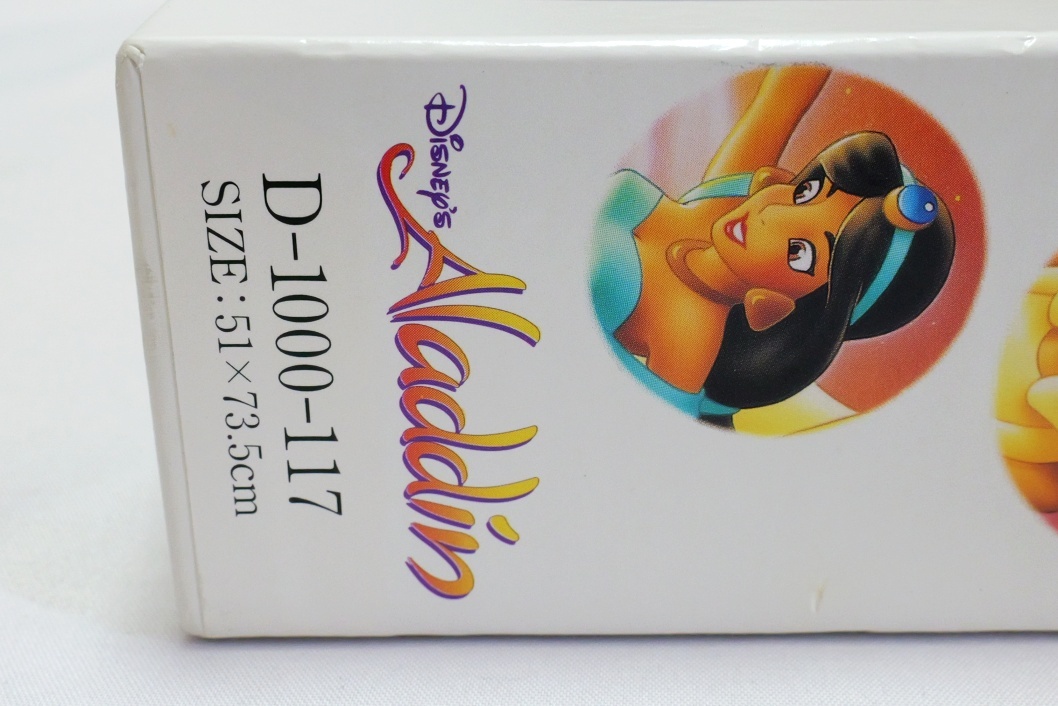 DISNEY'S
Aladdin
D-1000-117
SIZE:51×73.5cm